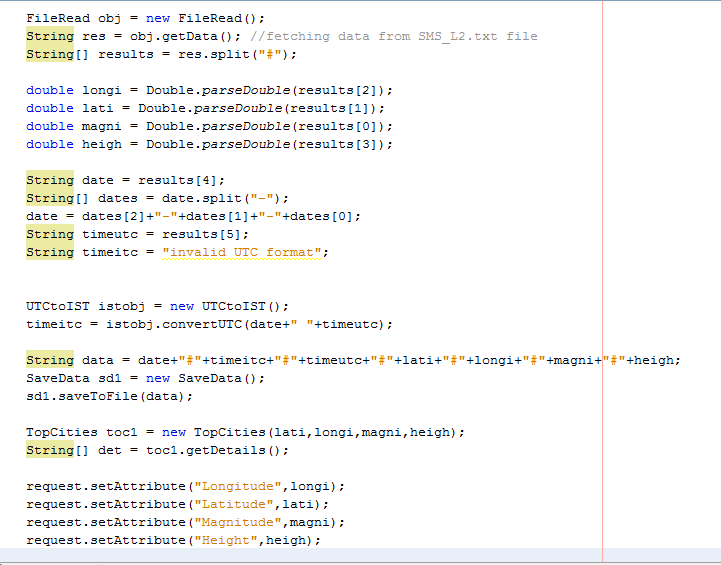 FileRead obj = new FileRead();
String res = obj.getData(); //fetching data from SMS_L2.txt file
String[] results = res.split("#");
double longi = Double.parseDouble(results[2]);
double lati = Double.parseDouble(results[1]);
double magni = Double.parseDouble(results[0]);
double heigh = Double.parseDouble(results[3]);
String date = results[4];
String[] dates = date.split("-");
date = dates[2]+"-"+dates[1]+"-"+dates[0];
String timeutc = results[5];
String timeitc = "invalid UTC format";
UTCtoIST istobj = new UTCtoIST();
timeitc = istobj.convertUTC(date+" "+timeutc);
String data = date+"#"+timeitc+"#"+timeutc+"#"+lati+"#"+longi+"#"+magni+"#"+heigh;
SaveData sd1 = new SaveData();
sd1.saveToFile(data);
TopCities toc1 = new TopCities(lati,longi,magni,heigh);
String[] det = toc1.getDetails();
request.setAttribute("Longitude",longi);
request.setAttribute("Latitude",lati);
request.setAttribute("Magnitude",magni);
request.setAttribute("Height",heigh);